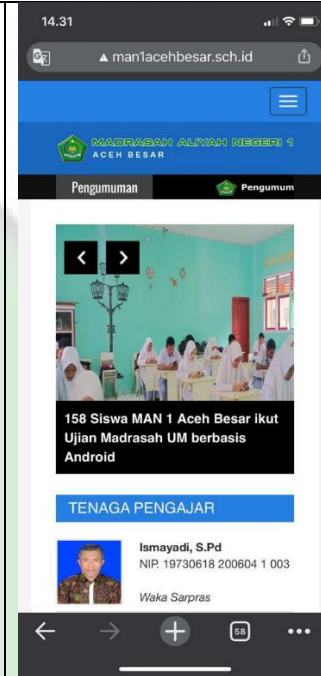 14.31
man1acehbesar.sch.id
MADRASAH ALIYAH NEGERI 1
ACEH BESAR
Pengumuman
Pengumum
158 Siswa MAN 1 Aceh Besar ikut
Ujian Madrasah UM berbasis
Android
TENAGA PENGAJAR
Ismayadi, S.Pd
NIP. 19730618 200604 1 003
Waka Sarpras
58